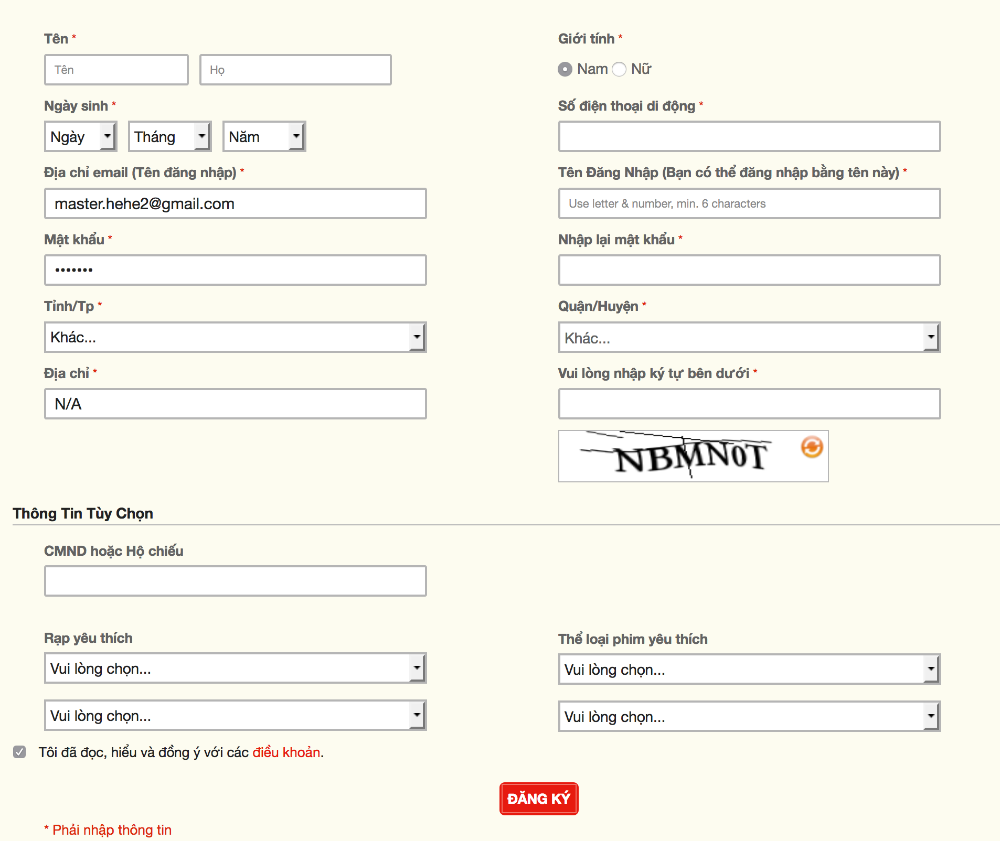 Tên *
Giới tính *
Tên
Họ
Nam
Nữ
Ngày sinh *
Số điện thoại di động *
Ngày
Tháng
Năm
Địa chỉ email (Tên đăng nhập) *
Tên Đăng Nhập (Bạn có thể đăng nhập bằng tên này) *
master.hehe2@gmail.com
Use letter & number, min. 6 characters
Mật khẩu *
Nhập lại mật khẩu *
•••••••
Tỉnh/Tp *
Quận/Huyện *
Khác...
Khác...
Địa chỉ *
Vui lòng nhập ký tự bên dưới *
N/A
NBMN0T
Thông Tin Tùy Chọn
CMND hoặc Hộ chiếu
Rạp yêu thích
Thể loại phim yêu thích
Vui lòng chọn...
Vui lòng chọn...
Vui lòng chọn...
Vui lòng chọn...
Tôi đã đọc, hiểu và đồng ý với các điều khoản.
ĐĂNG KÝ
* Phải nhập thông tin